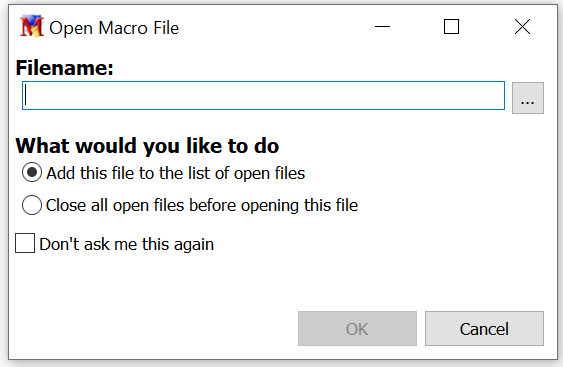 Open Macro File
Filename:
...
What would you like to do
Add this file to the list of open files
Close all open files before opening this file
Don't ask me this again
OK Cancel